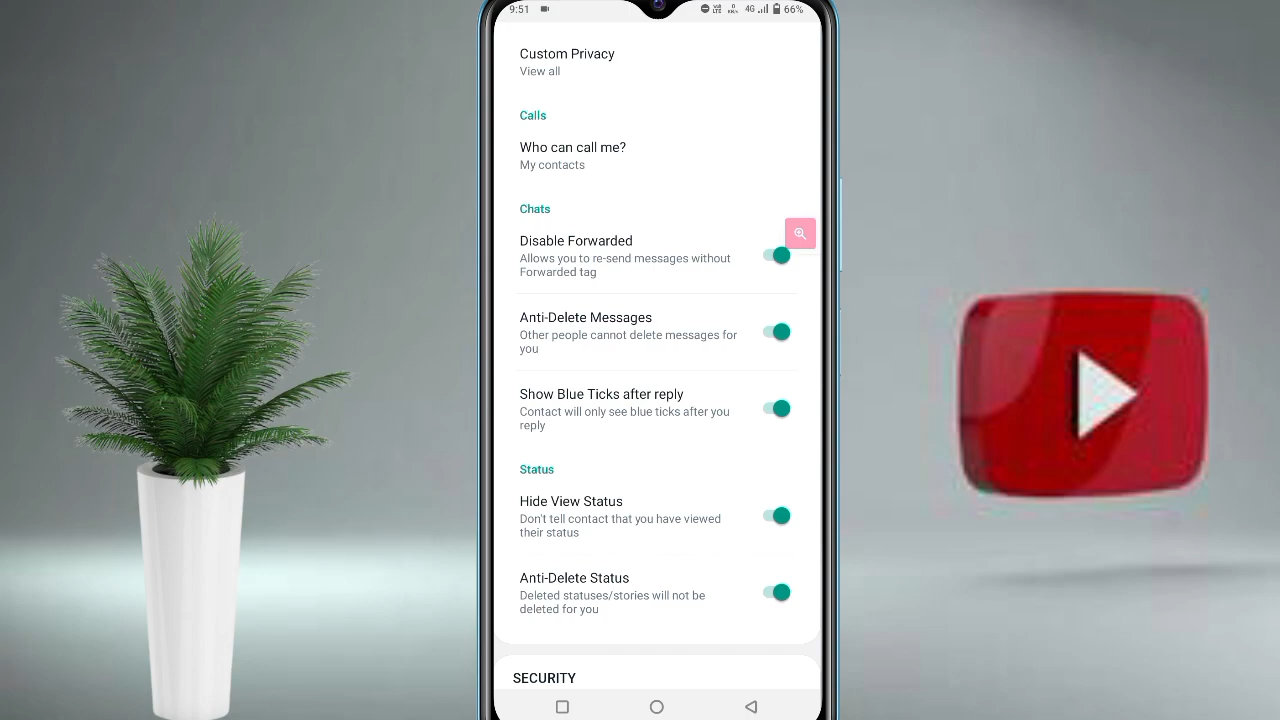 9:51 4G 66%
Custom Privacy
View all
Calls
Who can call me?
My contacts
Chats
Disable Forwarded
Allows you to re-send messages without
Forwarded tag
Anti-Delete Messages
Other people cannot delete messages for
you
Show Blue Ticks after reply
Contact will only see blue ticks after you
reply
Status
Hide View Status
Don't tell contact that you have viewed
their status
Anti-Delete Status
Deleted statuses/stories will not be
deleted for you
SECURITY